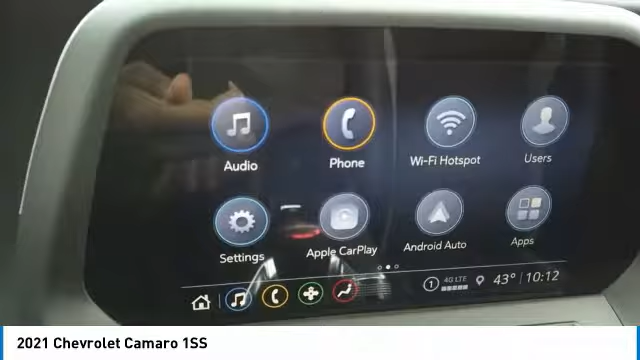 Audio
Phone
Wi-Fi Hotspot
Users
Settings
Apple CarPlay
Android Auto
Apps
1 4G LTE 43° 10:12
2021 Chevrolet Camaro 1SS